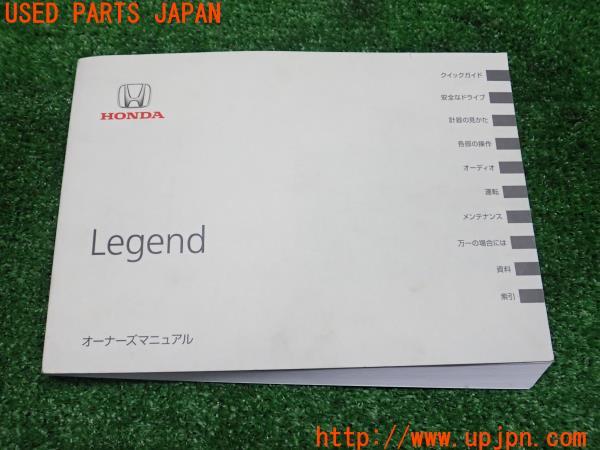 USED PARTS JAPAN
HONDA
Legend
オーナーズマニュアル
クイックガイド
安全なドライブ
計器の見かた
各部の操作
オーディオ
運転
メンテナンス
万一の場合には
資料
索引
http://www.upjpn.com